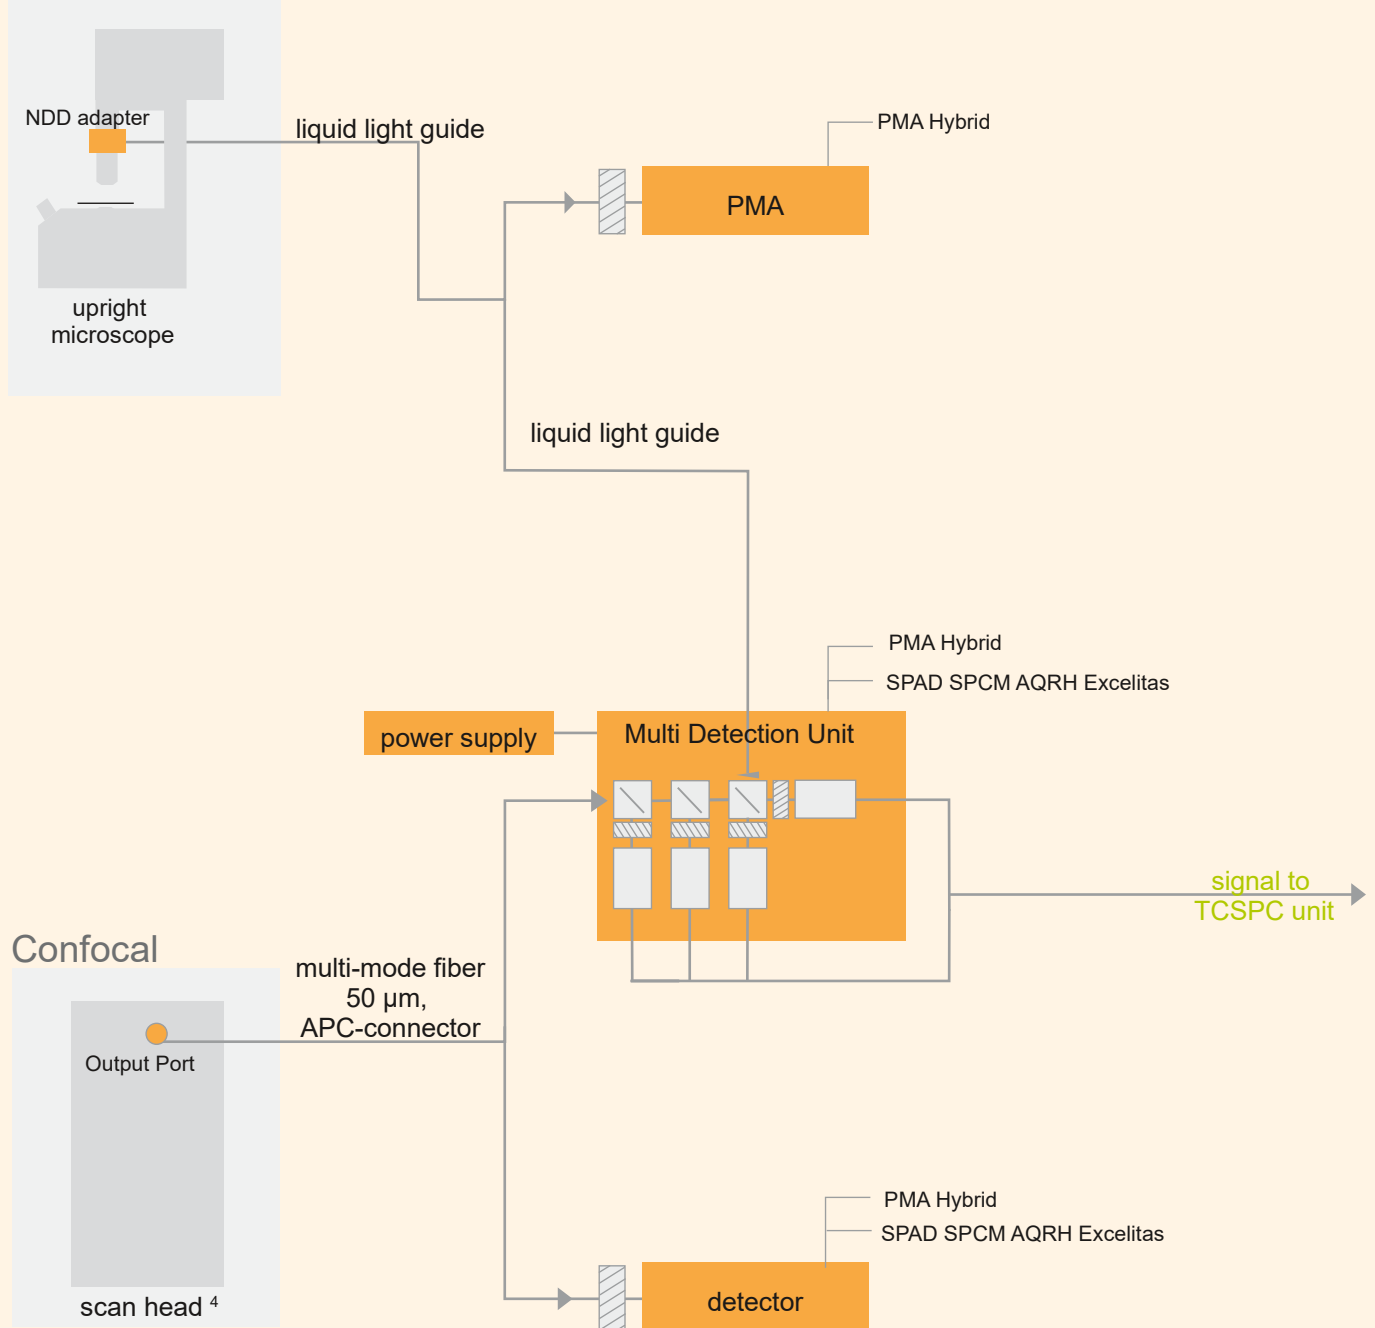 NDD adapter
liquid light guide
PMA Hybrid
PMA
upright
microscope
liquid light guide
PMA Hybrid
SPAD SPCM AQRH Excelitas
power supply
Multi Detection Unit
signal to
TCSPC unit
Confocal
multi-mode fiber
50 µm,
APC-connector
Output Port
PMA Hybrid
SPAD SPCM AQRH Excelitas
scan head 4
detector